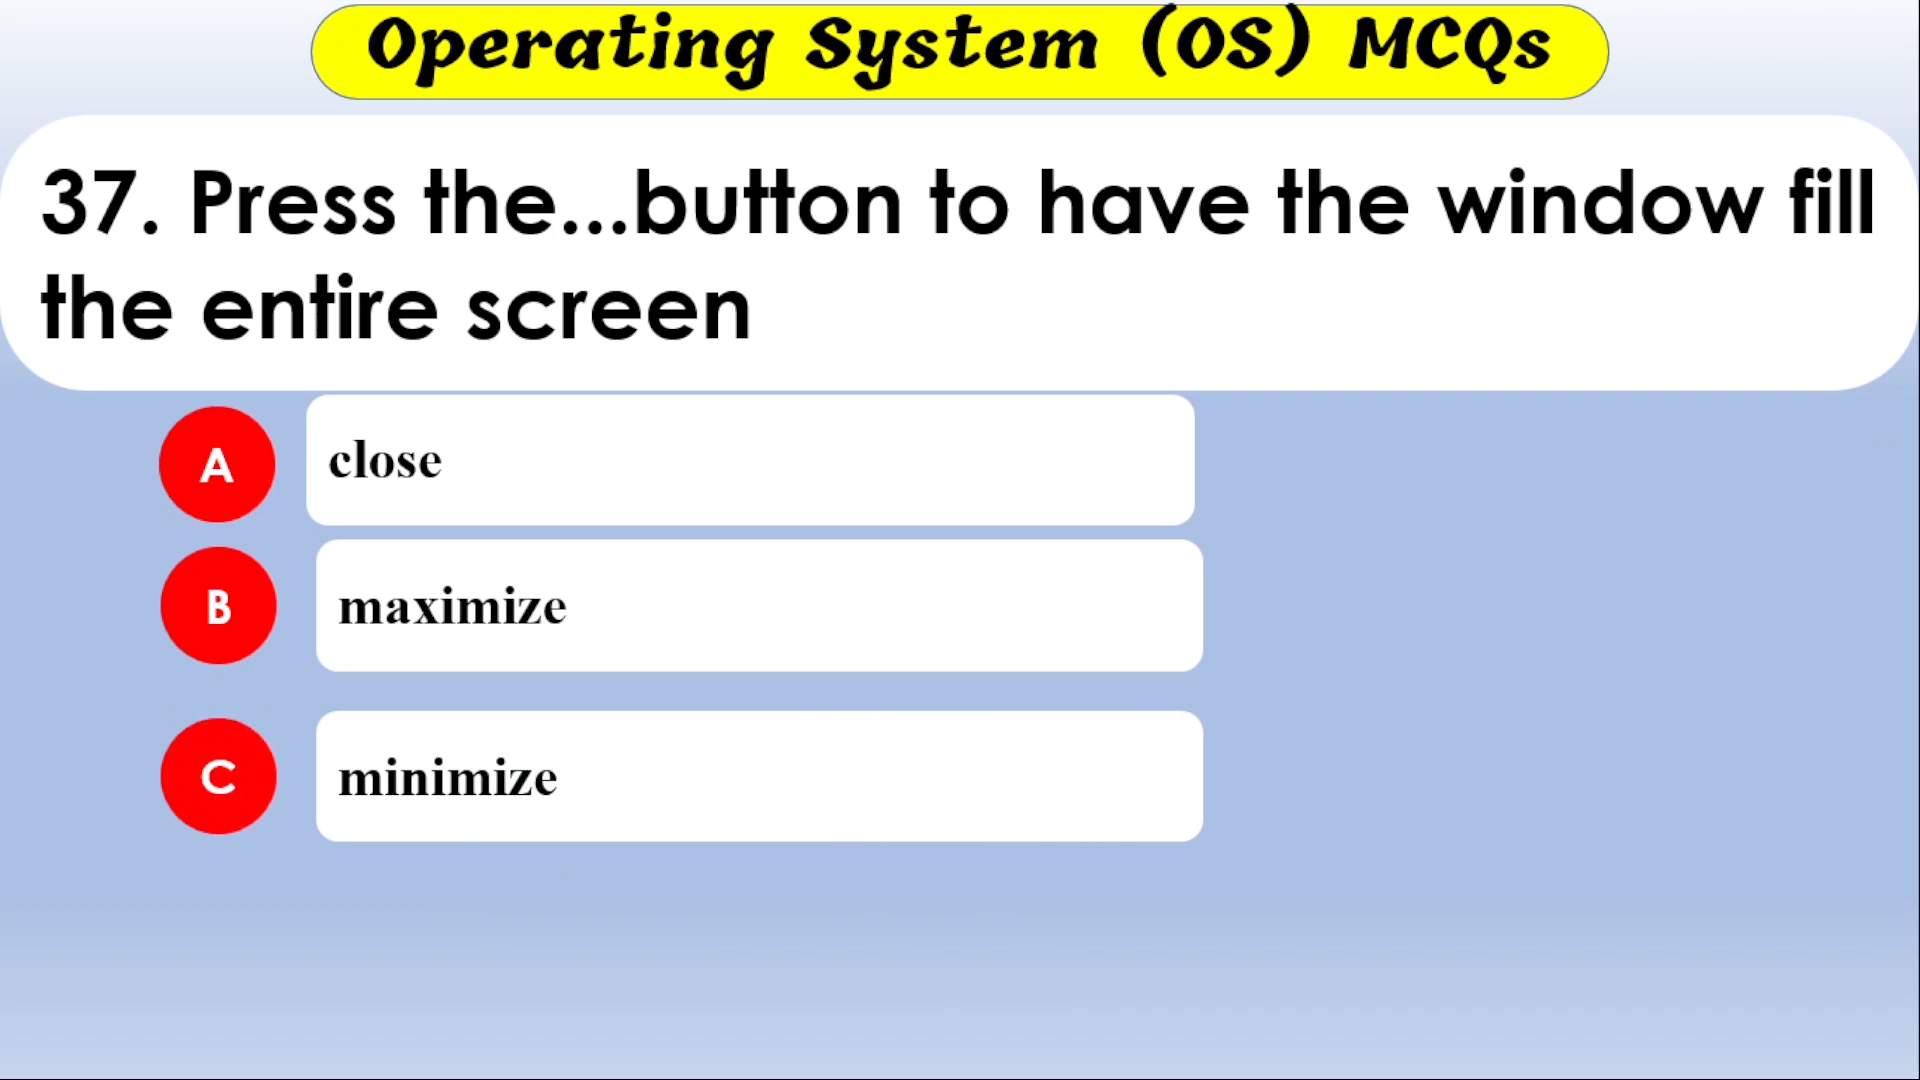 Operating System (OS) MCQs
37. Press the...button to have the window fill
the entire screen
A
close
B
maximize
C
minimize